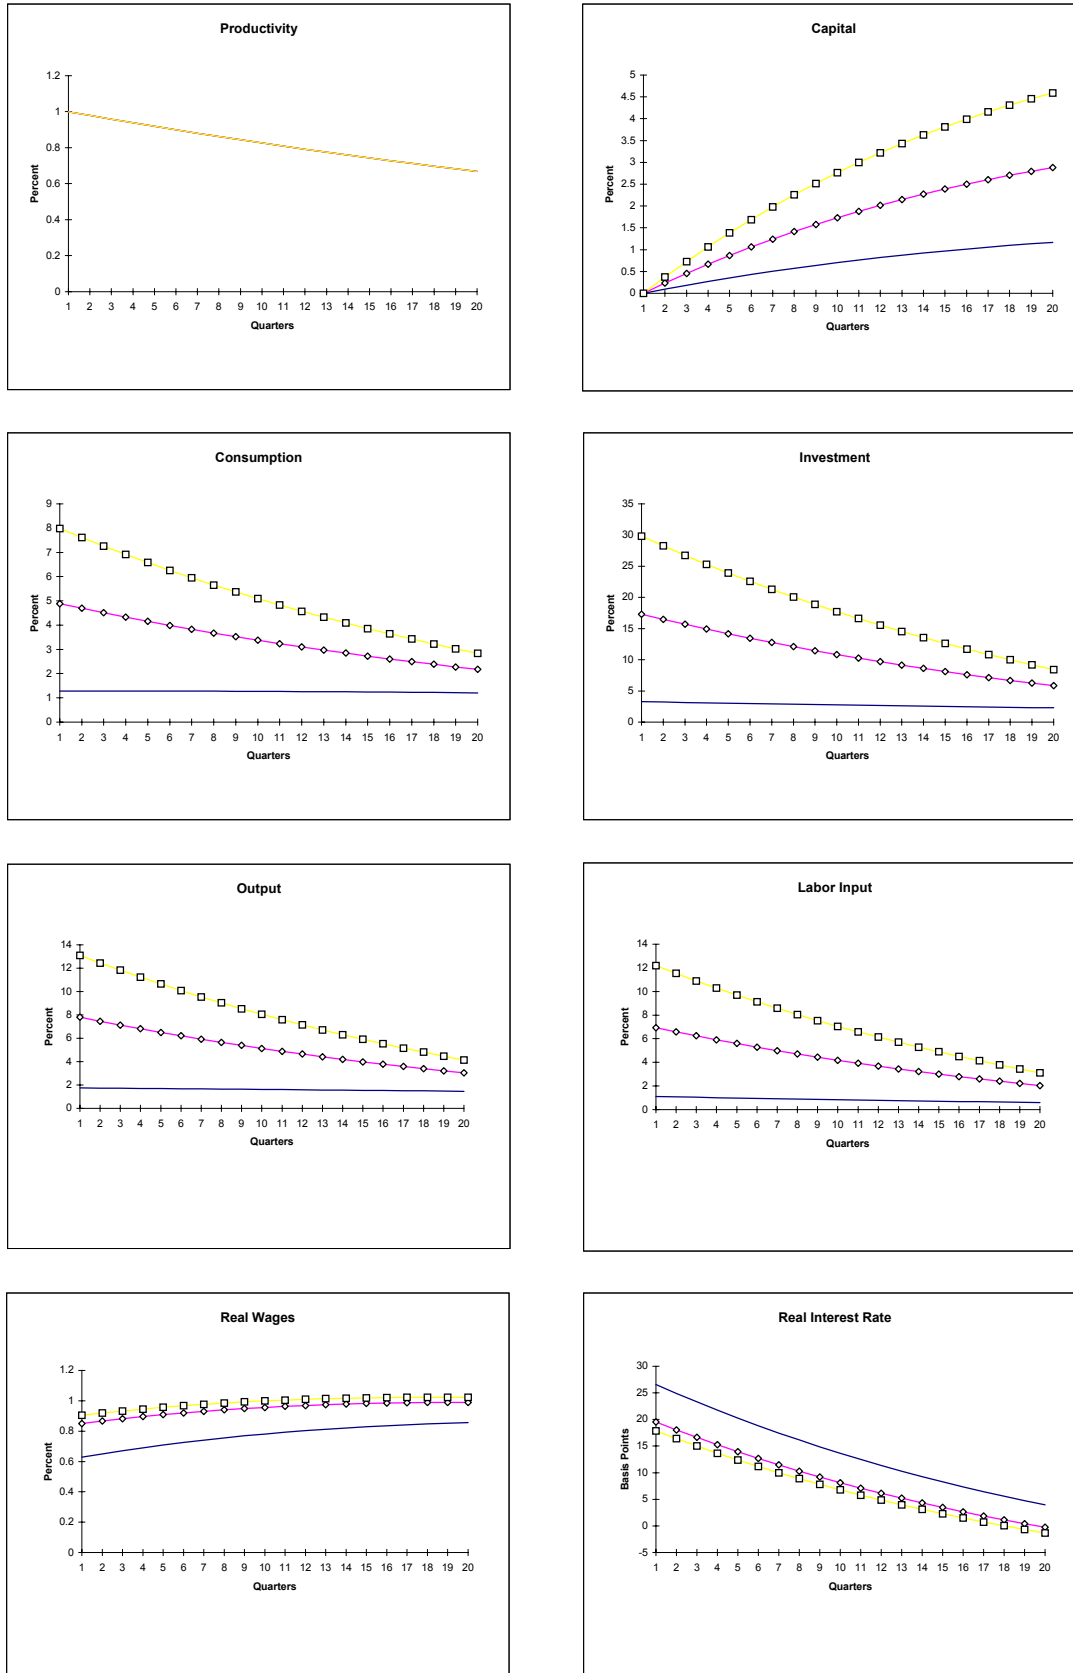 Productivity
Percent
1.2
1
0.8
0.6
0.4
0.2
0
1 2 3 4 5 6 7 8 9 10 11 12 13 14 15 16 17 18 19 20
Quarters
Capital
Percent
5
4.5
4
3.5
3
2.5
2
1.5
1
0.5
0
1 2 3 4 5 6 7 8 9 10 11 12 13 14 15 16 17 18 19 20
Quarters
Consumption
Percent
9
8
7
6
5
4
3
2
1
0
1 2 3 4 5 6 7 8 9 10 11 12 13 14 15 16 17 18 19 20
Quarters
Investment
Percent
35
30
25
20
15
10
5
0
1 2 3 4 5 6 7 8 9 10 11 12 13 14 15 16 17 18 19 20
Quarters
Output
Percent
14
12
10
8
6
4
2
0
1 2 3 4 5 6 7 8 9 10 11 12 13 14 15 16 17 18 19 20
Quarters
Labor Input
Percent
14
12
10
8
6
4
2
0
1 2 3 4 5 6 7 8 9 10 11 12 13 14 15 16 17 18 19 20
Quarters
Real Wages
Percent
1.2
1
0.8
0.6
0.4
0.2
0
1 2 3 4 5 6 7 8 9 10 11 12 13 14 15 16 17 18 19 20
Quarters
Real Interest Rate
Basis Points
30
25
20
15
10
5
0
-5
1 2 3 4 5 6 7 8 9 10 11 12 13 14 15 16 17 18 19 20
Quarters